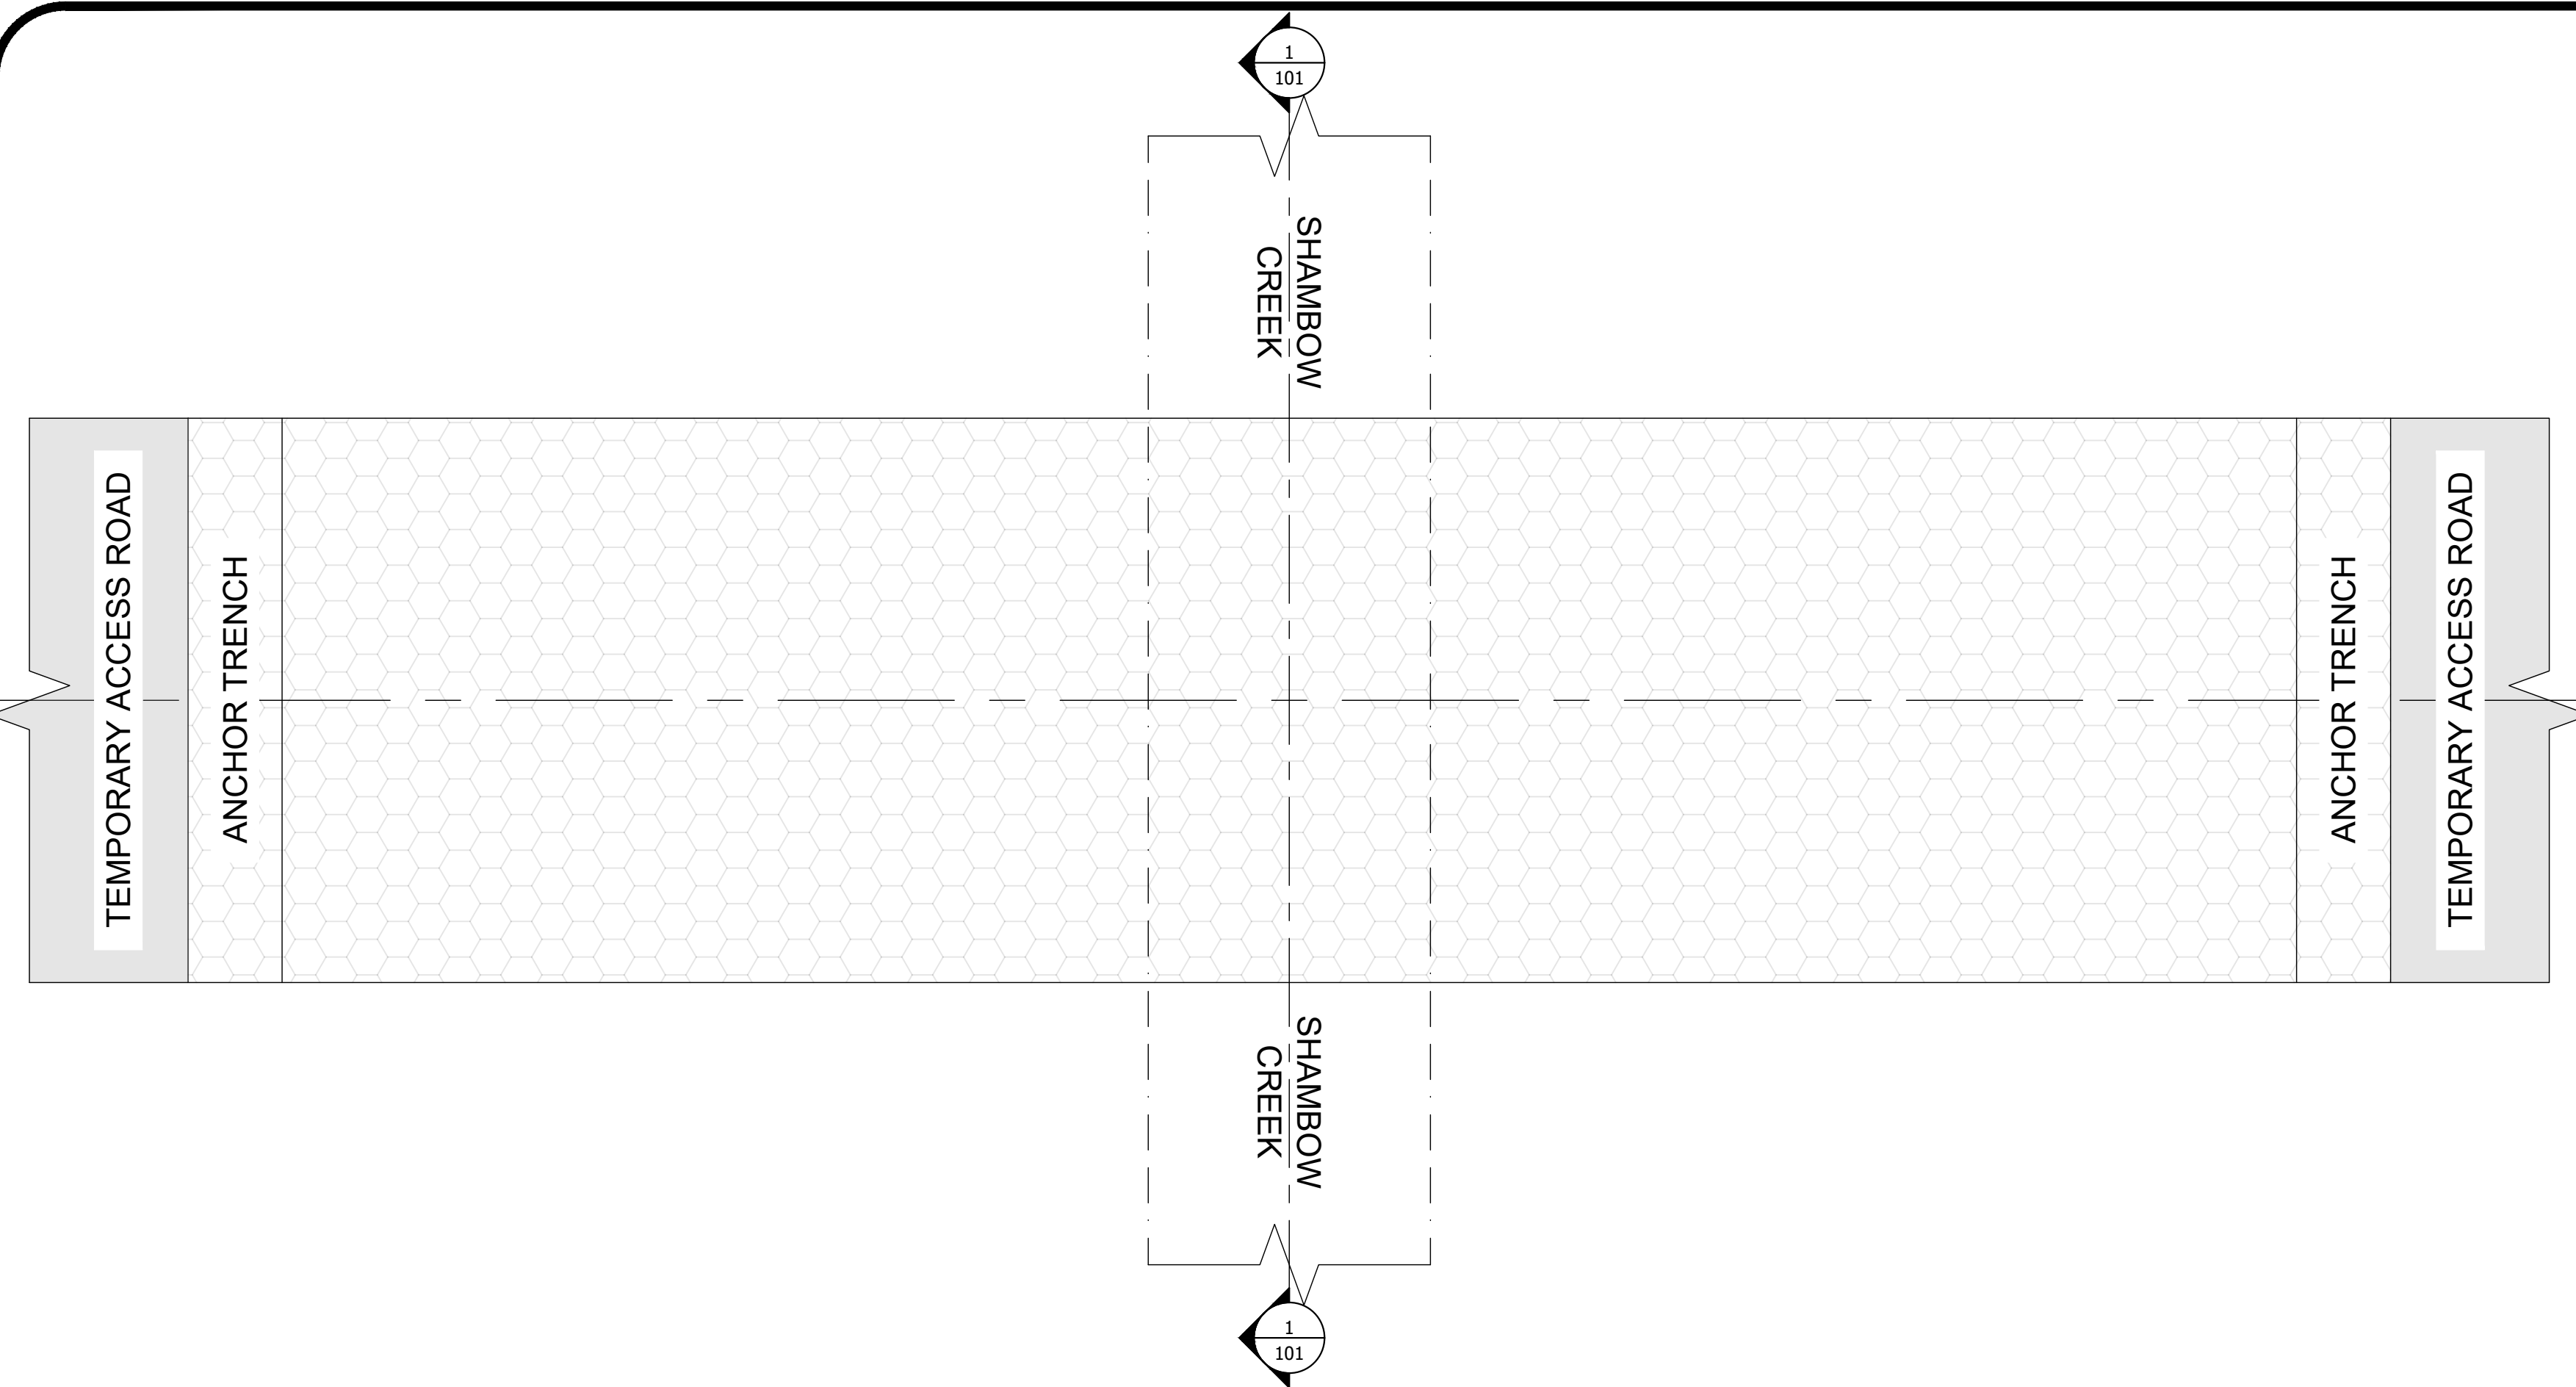 1
101
SHAMBOW
CREEK
TEMPORARY ACCESS ROAD
ANCHOR TRENCH
ANCHOR TRENCH
TEMPORARY ACCESS ROAD
SHAMBOW
CREEK
1
101